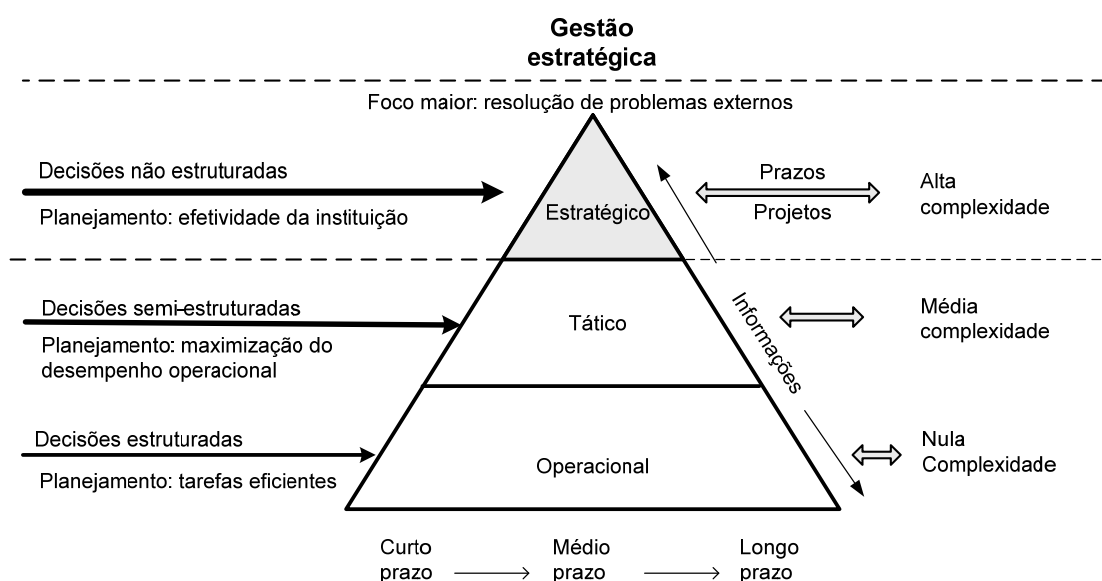 Gestão
estratégica
Foco maior: resolução de problemas externos
Decisões não estruturadas
Planejamento: efetividade da instituição
Estratégico
Prazos
Projetos
Alta
complexidade
Decisões semi-estruturadas
Planejamento: maximização do
desempenho operacional
Tático
Informações
Média
complexidade
Decisões estruturadas
Planejamento: tarefas eficientes
Operacional
Nula
Complexidade
Curto
prazo
Médio
prazo
Longo
prazo